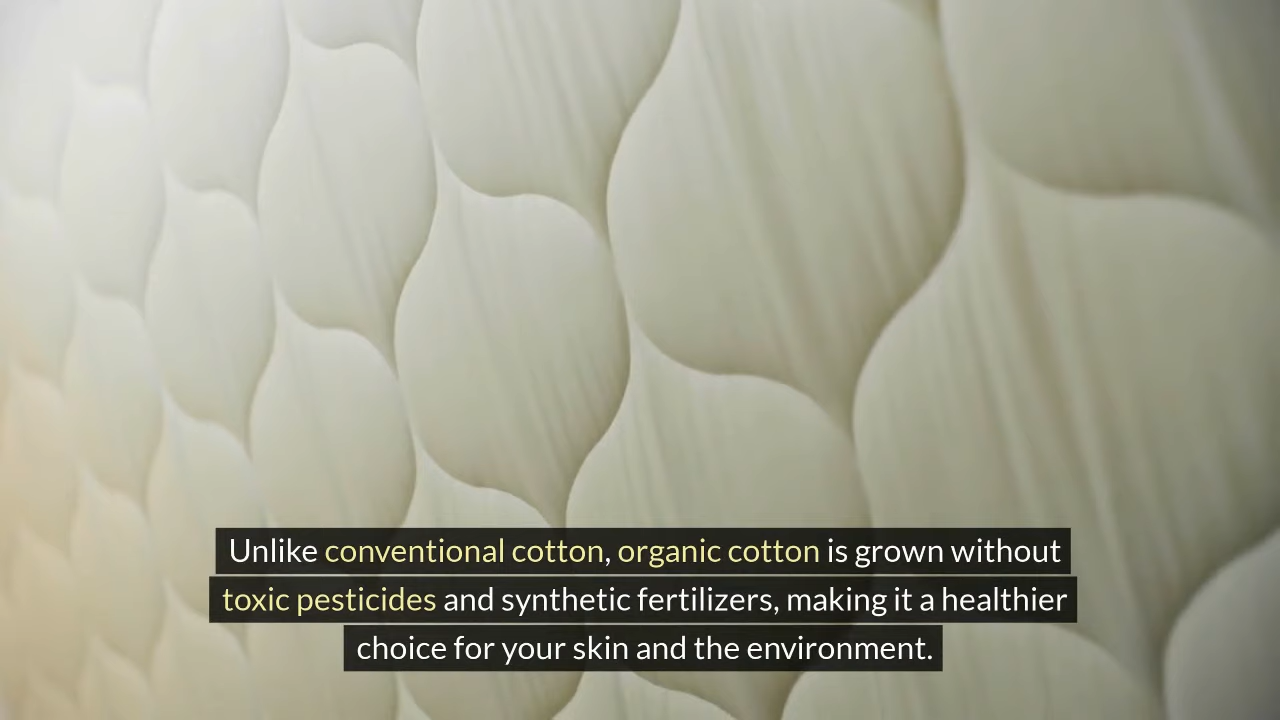 Unlike conventional cotton, organic cotton is grown without
toxic pesticides and synthetic fertilizers, making it a healthier
choice for your skin and the environment.